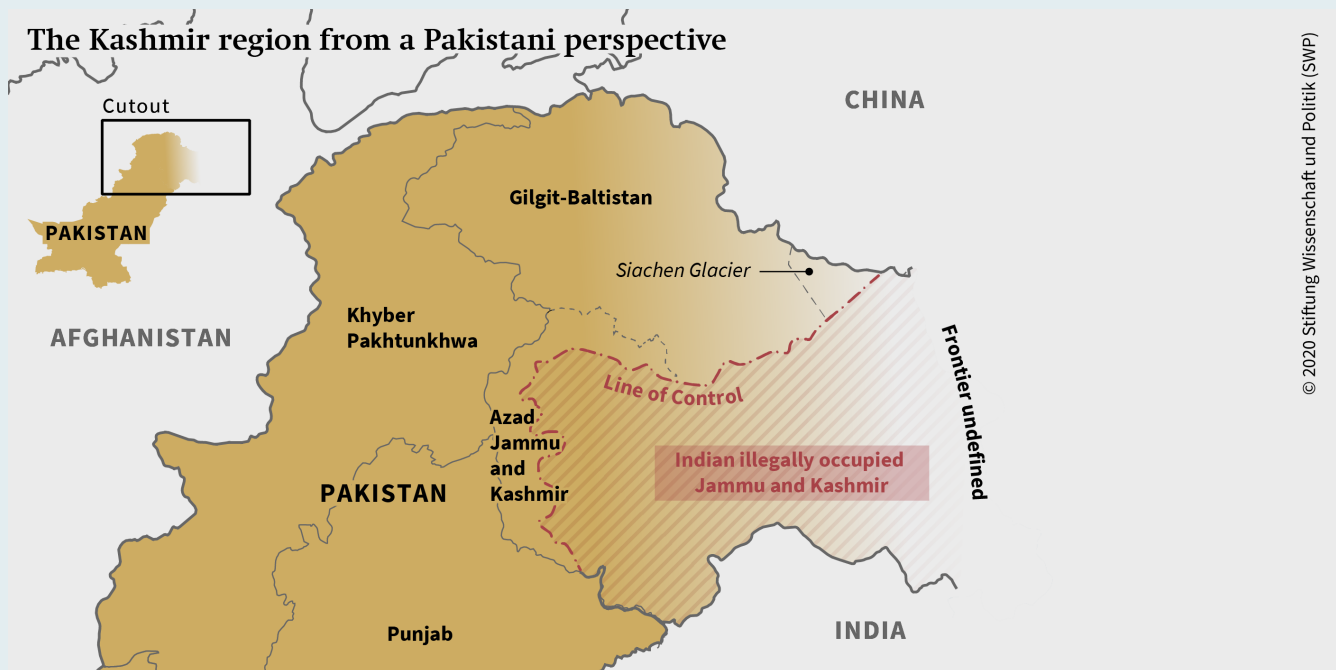 The Kashmir region from a Pakistani perspective
Cutout
PAKISTAN
CHINA
© 2020 Stiftung Wissenschaft und Politik (SWP)
Gilgit-Baltistan
Siachen Glacier
AFGHANISTAN
Khyber
Pakhtunkhwa
Line of Control
Frontier undefined
Azad
Jammu
and
Kashmir
Indian illegally occupied
Jammu and Kashmir
PAKISTAN
Punjab
INDIA